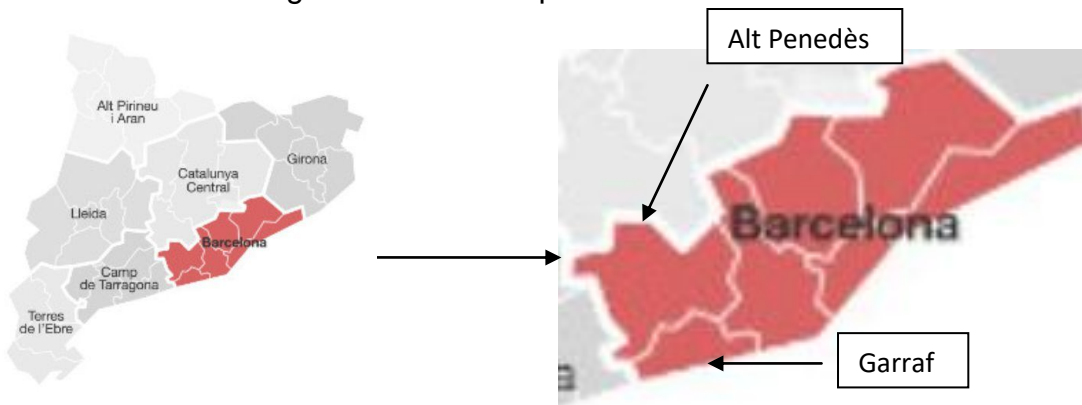 Alt Penedès
Alt Pirineu
i Aran
Girona
Catalunya
Central
Lleida
Barcelona
Camp
de Tarragona
Terres
de l'Ebre
Barcelona
Garraf